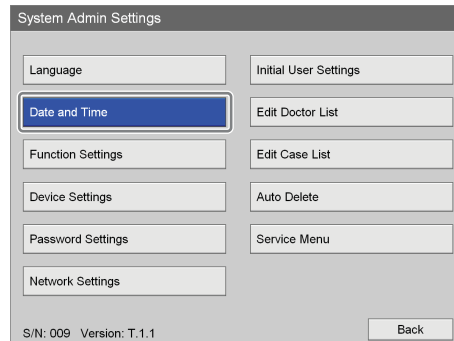 System Admin Settings
Language
Initial User Settings
Date and Time
Edit Doctor List
Function Settings
Edit Case List
Device Settings
Auto Delete
Password Settings
Service Menu
Network Settings
S/N: 009 Version: T.1.1
Back